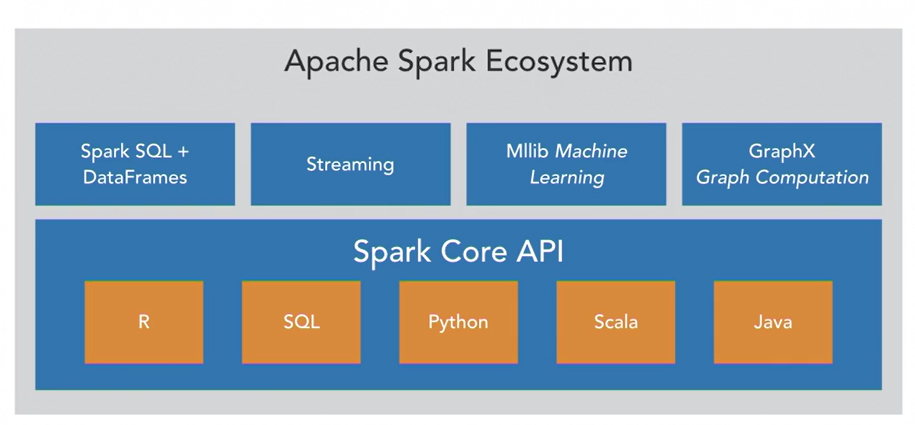 Apache Spark Ecosystem
Spark SQL +
DataFrames
Streaming
Mllib Machine
Learning
GraphX
Graph Computation
Spark Core API
R
SQL
Python
Scala
Java